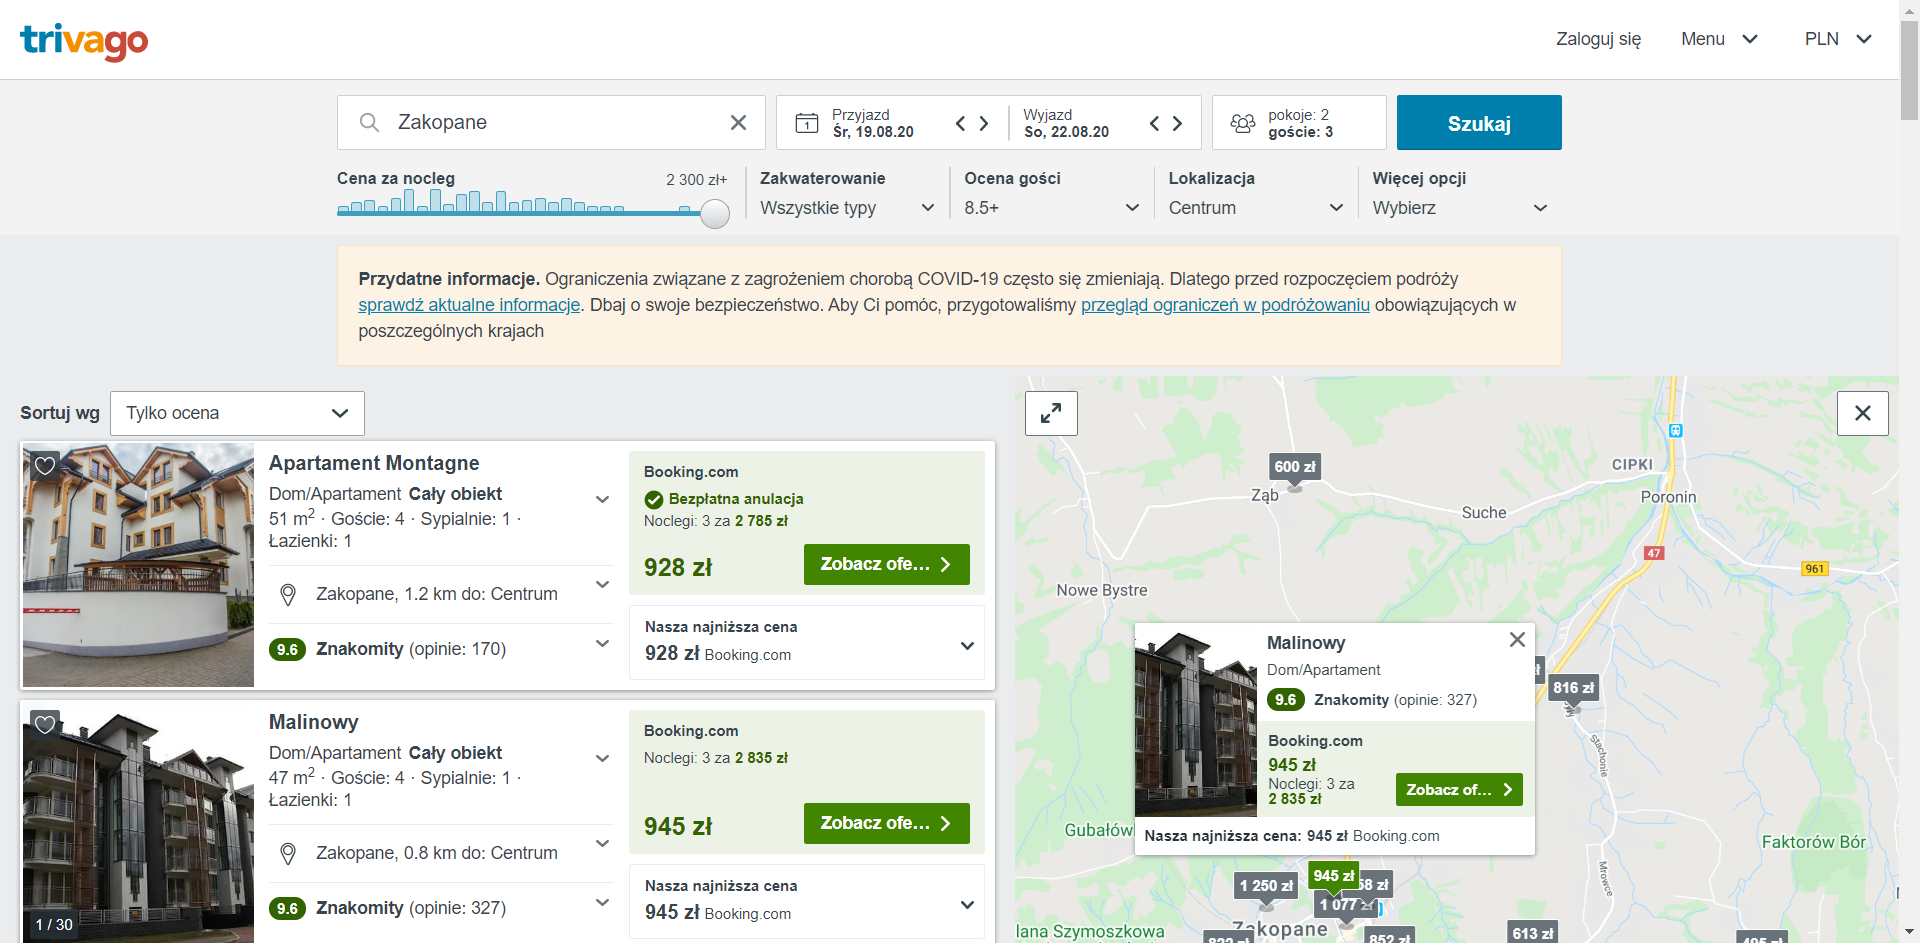 trivago
Zaloguj się
Menu
PLN
Zakopane
Przyjazd
Śr, 19.08.20
Wyjazd
So, 22.08.20
pokoje: 2
goście: 3
Szukaj
Cena za nocleg
2 300 zł+
Zakwaterowanie
Wszystkie typy
Ocena gości
8.5+
Lokalizacja
Centrum
Więcej opcji
Wybierz
Przydatne informacje. Ograniczenia związane z zagrożeniem chorobą COVID-19 często się zmieniają. Dlatego przed rozpoczęciem podróży
sprawdź aktualne informacje. Dbaj o swoje bezpieczeństwo. Aby Ci pomóc, przygotowaliśmy przegląd ograniczeń w podróżowaniu obowiązujących w
poszczególnych krajach
Sortuj wg
Tylko ocena
Apartament Montagne
Dom/Apartament Cały obiekt
51 m² · Goście: 4 · Sypialnie: 1 ·
Łazienki: 1
Zakopane, 1.2 km do: Centrum
9.6 Znakomity (opinie: 170)
Booking.com
Bezpłatna anulacja
Noclegi: 3 za 2 785 zł
928 zł
Zobacz ofe...
Nasza najniższa cena
928 zł Booking.com
Malinowy
Dom/Apartament Cały obiekt
47 m² · Goście: 4 · Sypialnie: 1 ·
Łazienki: 1
Zakopane, 0.8 km do: Centrum
9.6 Znakomity (opinie: 327)
1 / 30
Booking.com
Noclegi: 3 za 2 835 zł
945 zł
Zobacz ofe...
Nasza najniższa cena
945 zł Booking.com
600 zł
Ząb
CIPKI
Poronin
Suche
47
961
Nowe Bystre
Malinowy
Dom/Apartament
9.6 Znakomity (opinie: 327)
Booking.com
945 zł
Noclegi: 3 za
2 835 zł
Zobacz of...
Nasza najniższa cena: 945 zł Booking.com
816 zł
Stachonie
Gubałów
Faktorów Bór
Mrowce
1 250 zł
945 zł
58 zł
1 077 zł
Zakopane
lana Szymoszkowa
852 zł
613 zł